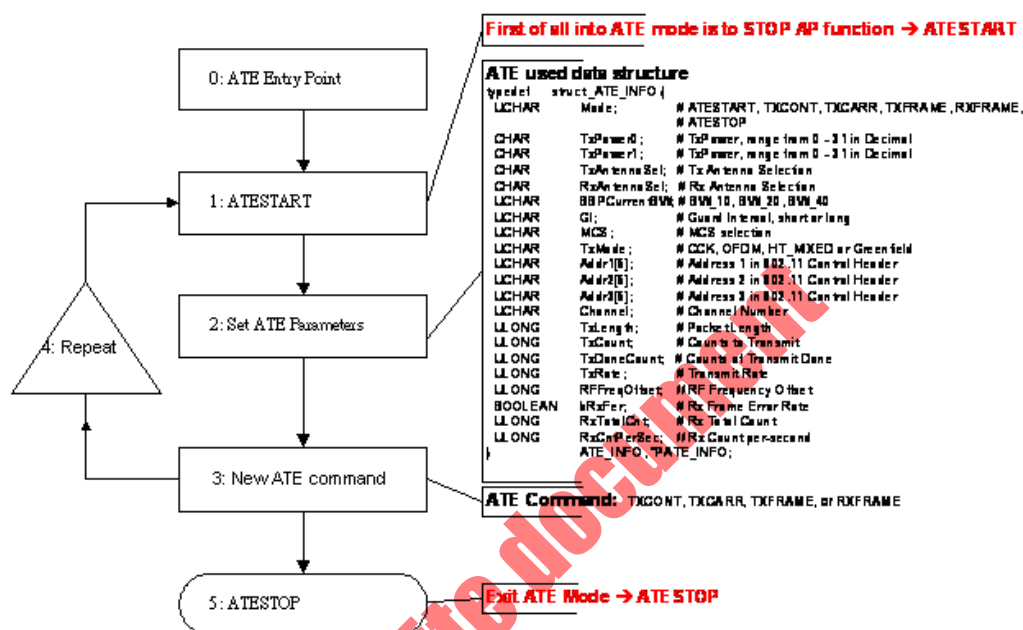 First of all into ATE mode is to STOP AP function → ATESTART
0: ATE Entry Point
1: ATESTART
2: Set ATE Parameters
3: New ATE command
4: Repeat
5: ATESTOP
ATE used data structure
typedef struct_ATE_INFO {
UCHAR Mode; # ATESTART, TXCONT, TXCARR, TXFRAME, RXFRAME,
# ATESTOP
CHAR TxPower0; # TxPower, range from 0 ~ 31 in Decimal
CHAR TxPower1; # TxPower, range from 0 ~ 31 in Decimal
CHAR TxAntennaSel; # Tx Antenna Selection
CHAR RxAntennaSel; # Rx Antenna Selection
UCHAR BBPCurrentBW; # BW_10, BW_20, BW_40
UCHAR GI; # Guard Interval, short or long
UCHAR MCS; # MCS selection
UCHAR TxMode; # CCK, OFDM, HT_MIXED or Greenfield
UCHAR Addr1[6]; # Address 1 in 802.11 Control Header
UCHAR Addr2[6]; # Address 2 in 802.11 Control Header
UCHAR Addr3[6]; # Address 3 in 802.11 Control Header
UCHAR Channel; # Channel Number
ULONG TxLength; # Packet Length
ULONG TxCount; # Counts to Transmit
ULONG TxDoneCount; # Counts of Transmit Done
ULONG TxRate; # Transmit Rate
ULONG RFFreqOffset; # RF Frequency Offset
BOOLEAN bRxFer; # Rx Frame Error Rate
ULONG RxTotalCnt; # Rx Total Count
ULONG RxCntPerSec; # Rx Count per-second
} ATE_INFO, *PATE_INFO;
ATE Command: TXCONT, TXCARR, TXFRAME, or RXFRAME
Exit ATE Mode → ATESTOP
document